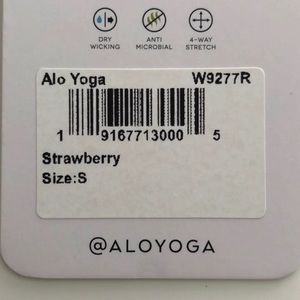 DRY WICKING
ANTI MICROBIAL
4-WAY STRETCH
Alo Yoga W9277R
1 9167713000 5
Strawberry
Size:S
@ALOYOGA